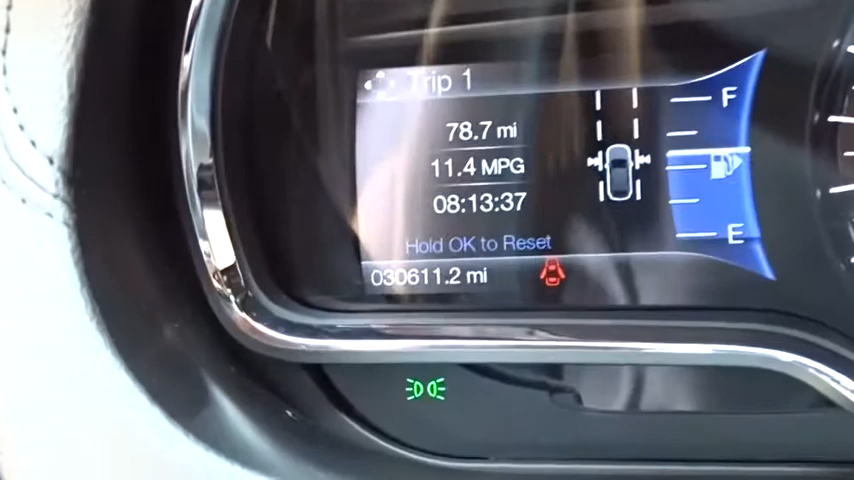 Trip 1
78.7 mi
11.4 MPG
08:13:37
Hold OK to Reset
030611.2 mi
F
E